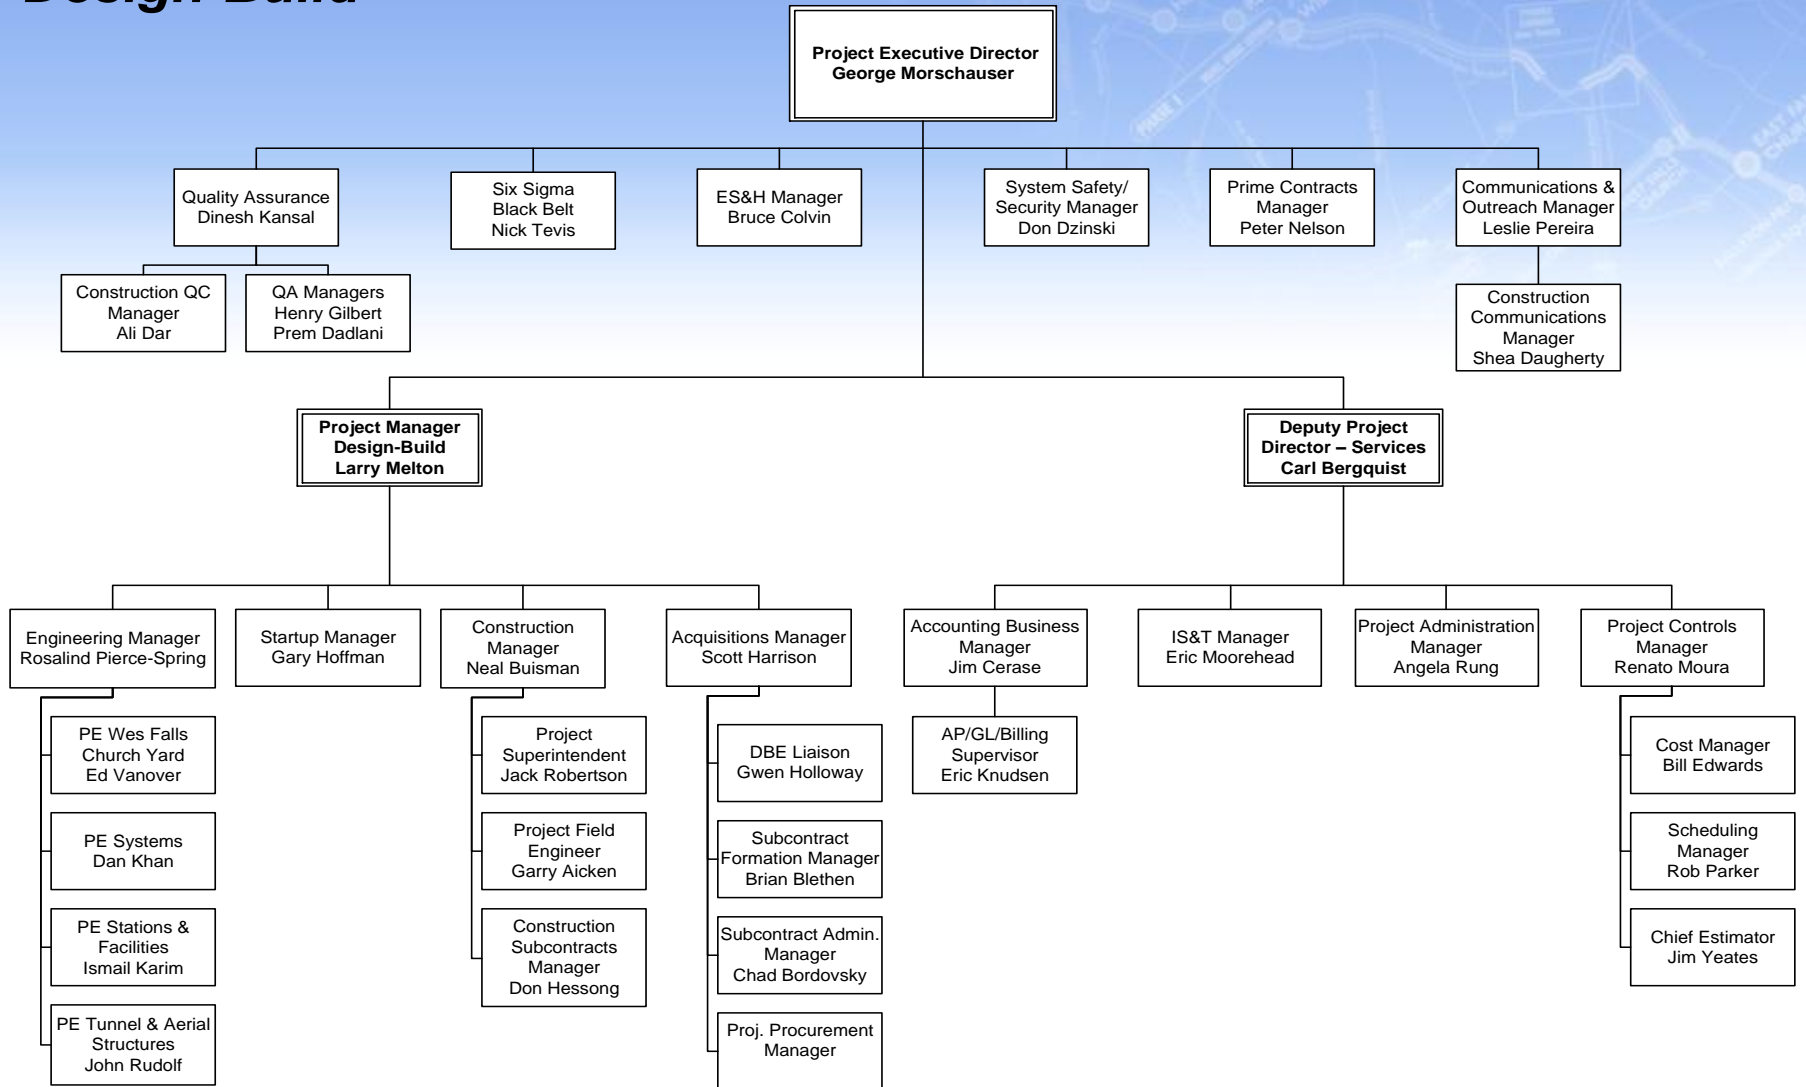 Design-Build
Project Executive Director
George Morschauser
Quality Assurance
Dinesh Kansal
Six Sigma
Black Belt
Nick Tevis
ES&H Manager
Bruce Colvin
System Safety/
Security Manager
Don Dzinski
Prime Contracts
Manager
Peter Nelson
Communications &
Outreach Manager
Leslie Pereira
Construction QC
Manager
Ali Dar
QA Managers
Henry Gilbert
Prem Dadlani
Construction
Communications
Manager
Shea Daugherty
Project Manager
Design-Build
Larry Melton
Deputy Project
Director – Services
Carl Bergquist
Engineering Manager
Rosalind Pierce-Spring
Startup Manager
Gary Hoffman
Construction
Manager
Neal Buisman
Acquisitions Manager
Scott Harrison
Accounting Business
Manager
Jim Cerase
IS&T Manager
Eric Moorehead
Project Administration
Manager
Angela Rung
Project Controls
Manager
Renato Moura
PE Wes Falls
Church Yard
Ed Vanover
PE Systems
Dan Khan
PE Stations &
Facilities
Ismail Karim
PE Tunnel & Aerial
Structures
John Rudolf
Project
Superintendent
Jack Robertson
Project Field
Engineer
Garry Aicken
Construction
Subcontracts
Manager
Don Hessong
DBE Liaison
Gwen Holloway
Subcontract
Formation Manager
Brian Blethen
Subcontract Admin.
Manager
Chad Bordovsky
Proj. Procurement
Manager
AP/GL/Billing
Supervisor
Eric Knudsen
Cost Manager
Bill Edwards
Scheduling
Manager
Rob Parker
Chief Estimator
Jim Yeates
PHASE I